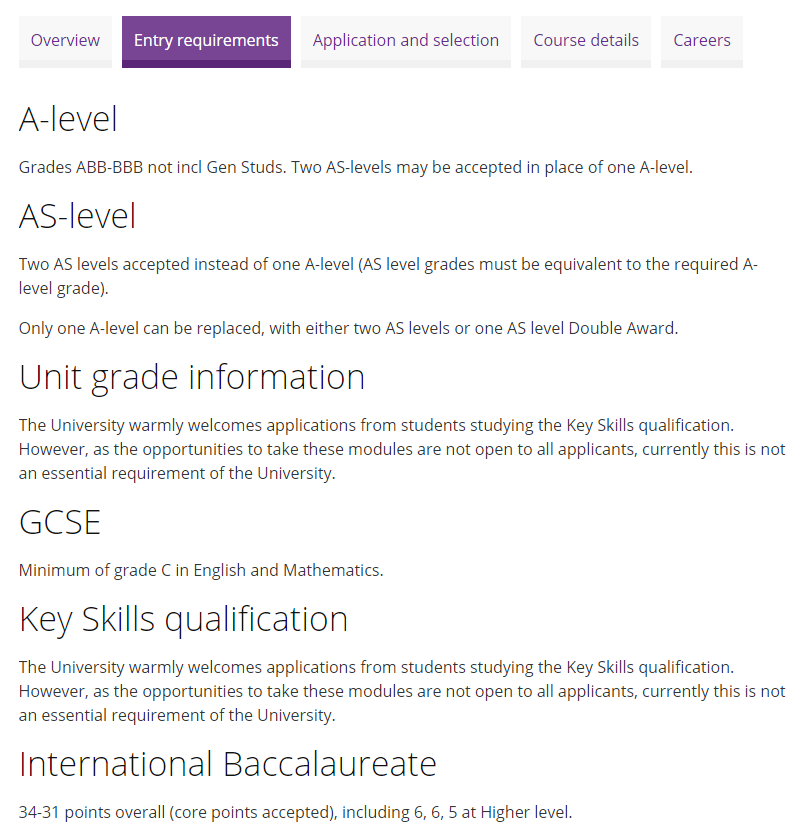 Overview Entry requirements Application and selection Course details Careers
A-level
Grades ABB-BBB not incl Gen Studs. Two AS-levels may be accepted in place of one A-level.
AS-level
Two AS levels accepted instead of one A-level (AS level grades must be equivalent to the required A-
level grade).
Only one A-level can be replaced, with either two AS levels or one AS level Double Award.
Unit grade information
The University warmly welcomes applications from students studying the Key Skills qualification.
However, as the opportunities to take these modules are not open to all applicants, currently this is not
an essential requirement of the University.
GCSE
Minimum of grade C in English and Mathematics.
Key Skills qualification
The University warmly welcomes applications from students studying the Key Skills qualification.
However, as the opportunities to take these modules are not open to all applicants, currently this is not
an essential requirement of the University.
International Baccalaureate
34-31 points overall (core points accepted), including 6, 6, 5 at Higher level.